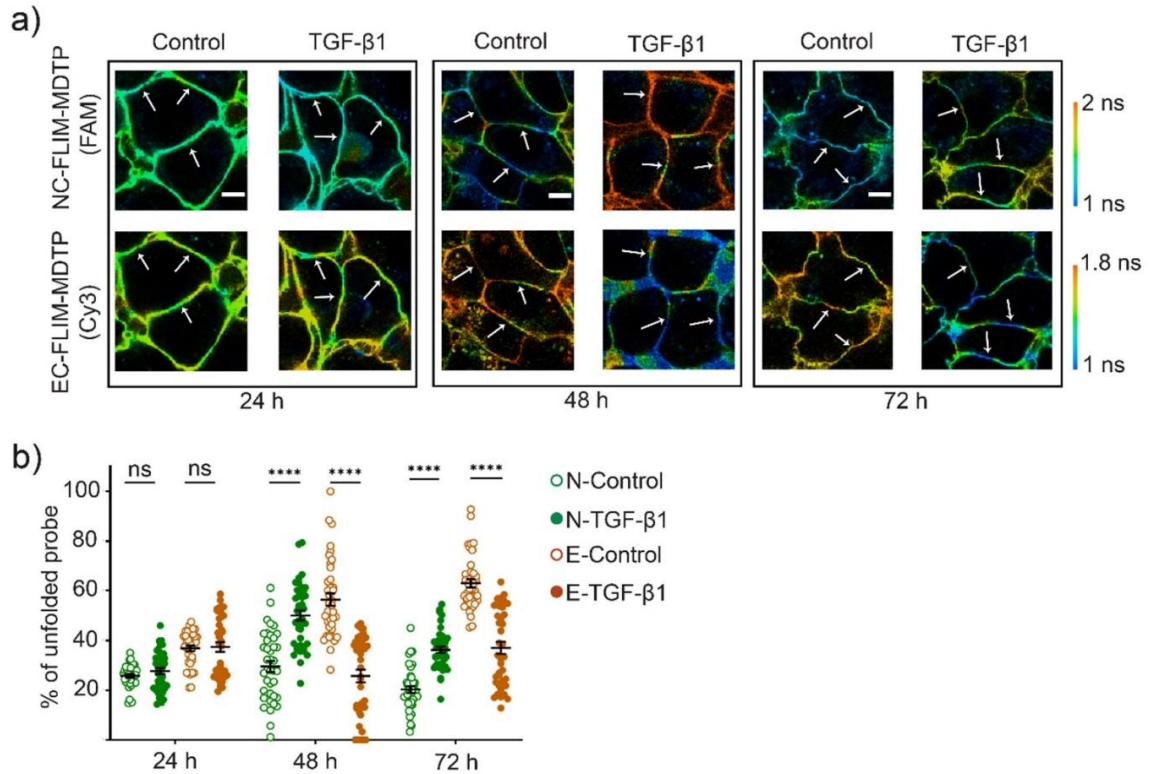 a)
Control TGF-β1 Control TGF-β1 Control TGF-β1
NC-FLIM-MDTP
(FAM)
2 ns
1 ns
EC-FLIM-MDTP
(Cy3)
1.8 ns
1 ns
24 h 48 h 72 h
b)
ns ns **** **** **** ****
% of unfolded probe
100
80
60
40
20
24 h 48 h 72 h
N-Control
N-TGF-β1
E-Control
E-TGF-β1